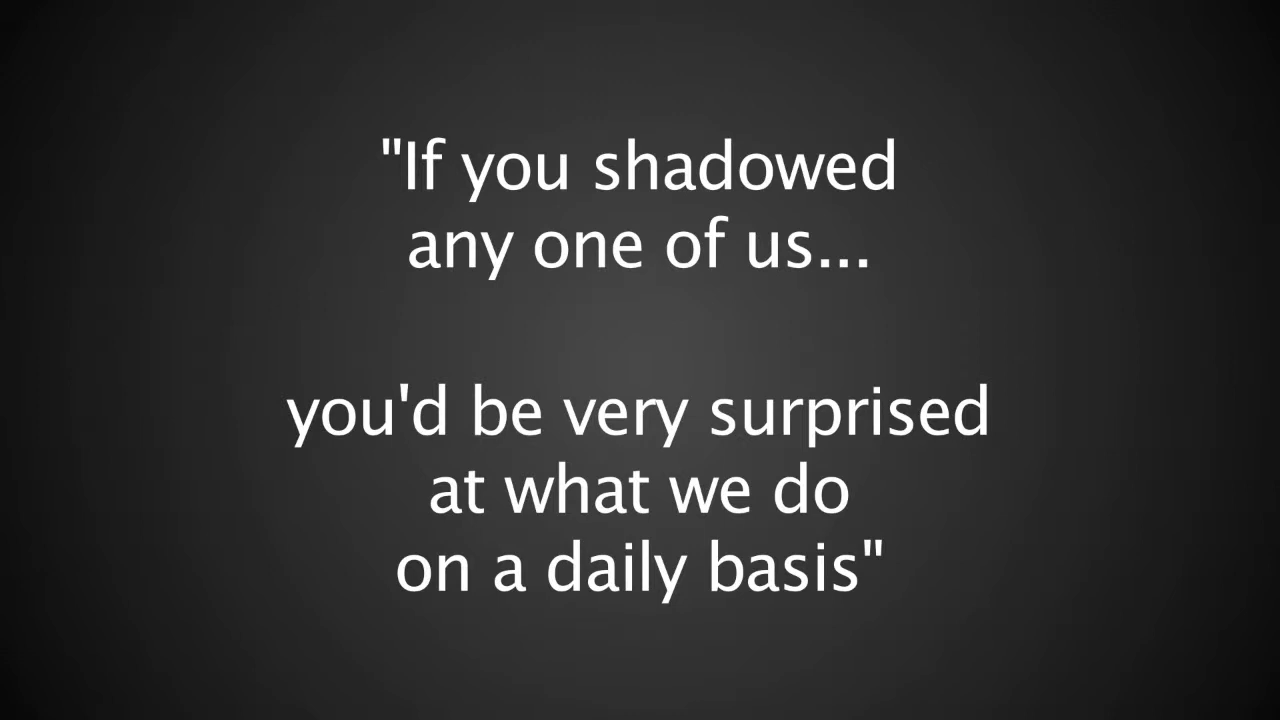 "If you shadowed
any one of us...
you'd be very surprised
at what we do
on a daily basis"